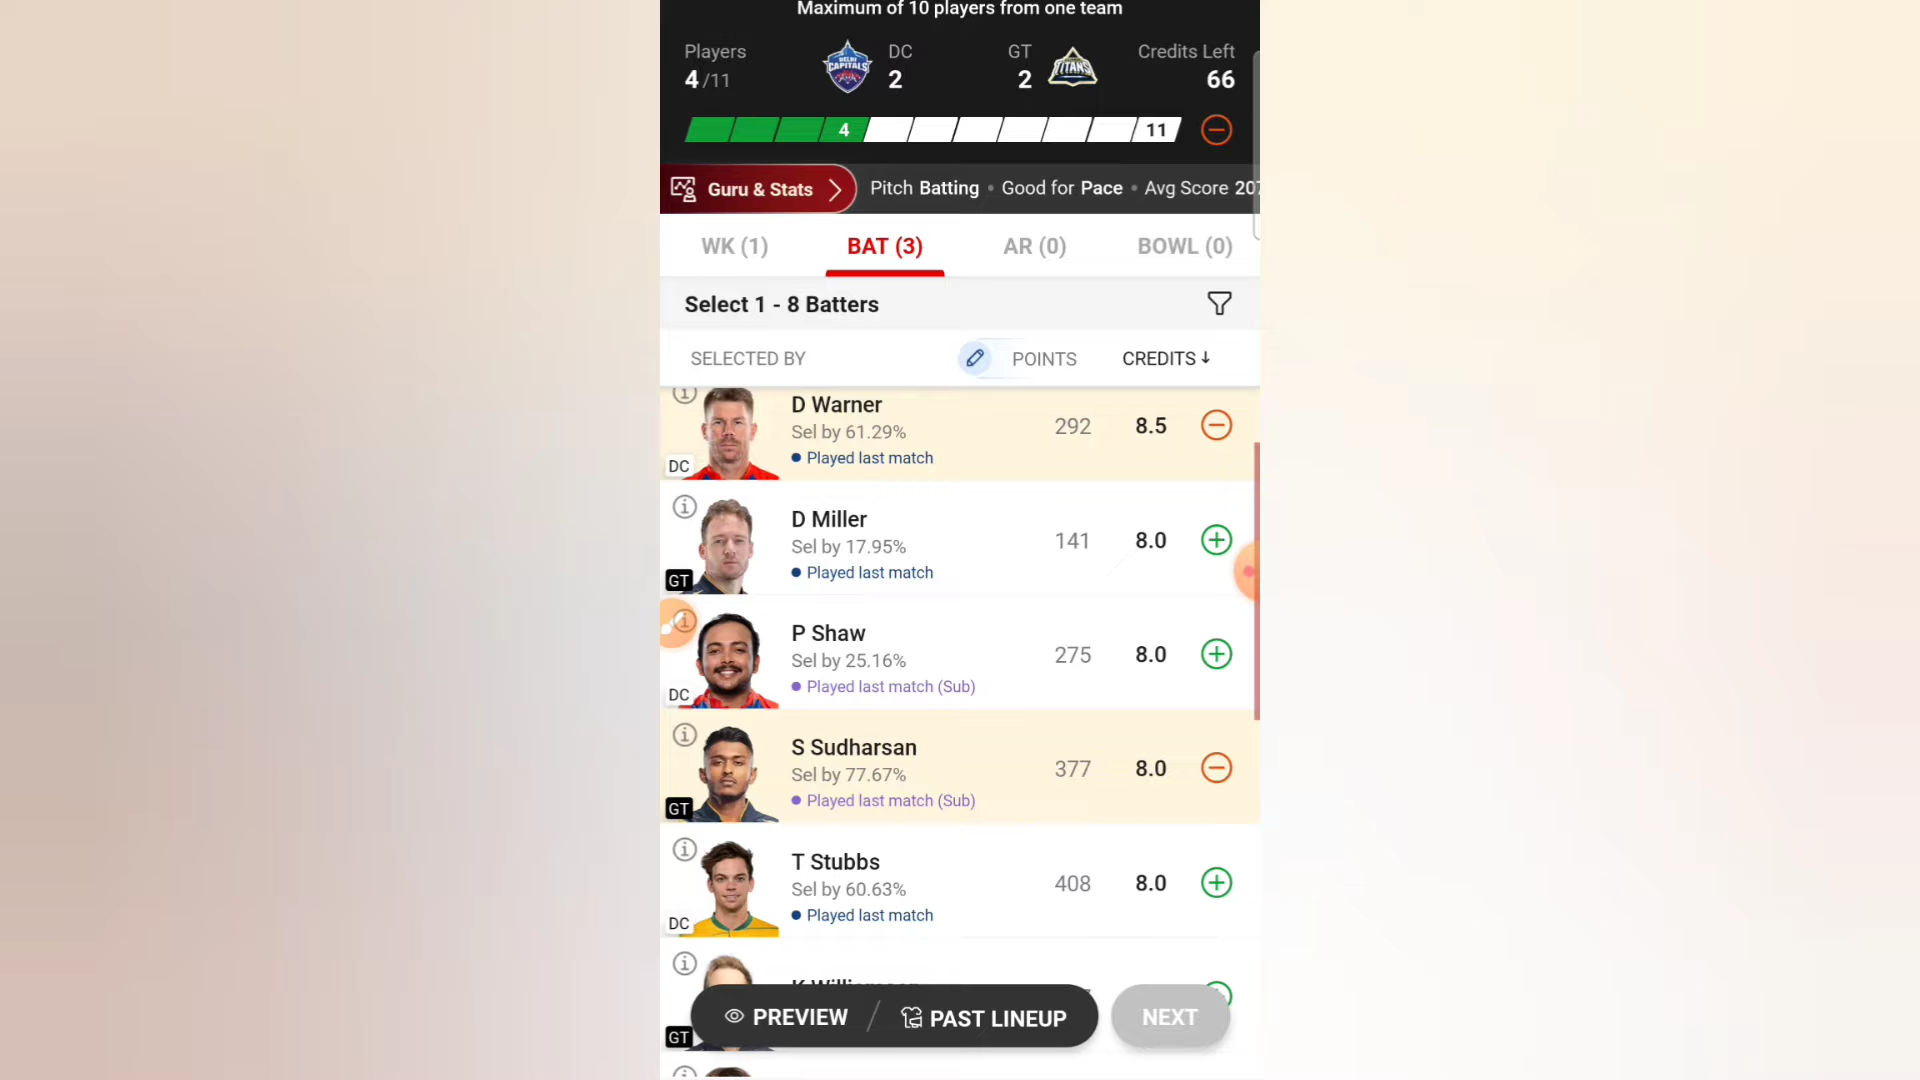 Maximum of 10 players from one team
Players DC GT Credits Left
4 /11 DELHI CAPITALS 2 2 TITANS 66
4 11
Guru & Stats Pitch Batting • Good for Pace • Avg Score 207
WK (1) BAT (3) AR (0) BOWL (0)
Select 1 - 8 Batters
SELECTED BY POINTS CREDITS ↓
D Warner
Sel by 61.29% 292 8.5
Played last match
DC
D Miller
Sel by 17.95% 141 8.0
Played last match
GT
P Shaw
Sel by 25.16% 275 8.0
Played last match (Sub)
DC
S Sudharsan
Sel by 77.67% 377 8.0
Played last match (Sub)
GT
T Stubbs
Sel by 60.63% 408 8.0
Played last match
DC
PREVIEW / PAST LINEUP NEXT
GT